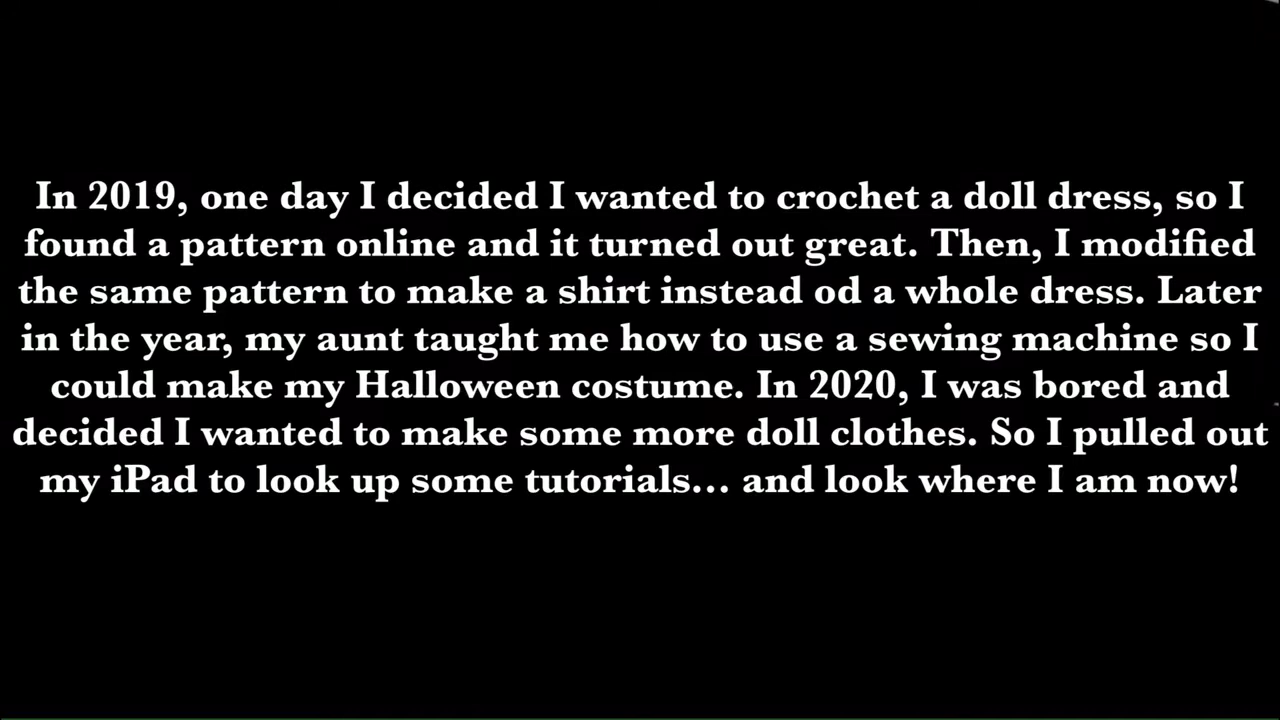 In 2019, one day I decided I wanted to crochet a doll dress, so I
found a pattern online and it turned out great. Then, I modified
the same pattern to make a shirt instead od a whole dress. Later
in the year, my aunt taught me how to use a sewing machine so I
could make my Halloween costume. In 2020, I was bored and
decided I wanted to make some more doll clothes. So I pulled out
my iPad to look up some tutorials... and look where I am now!